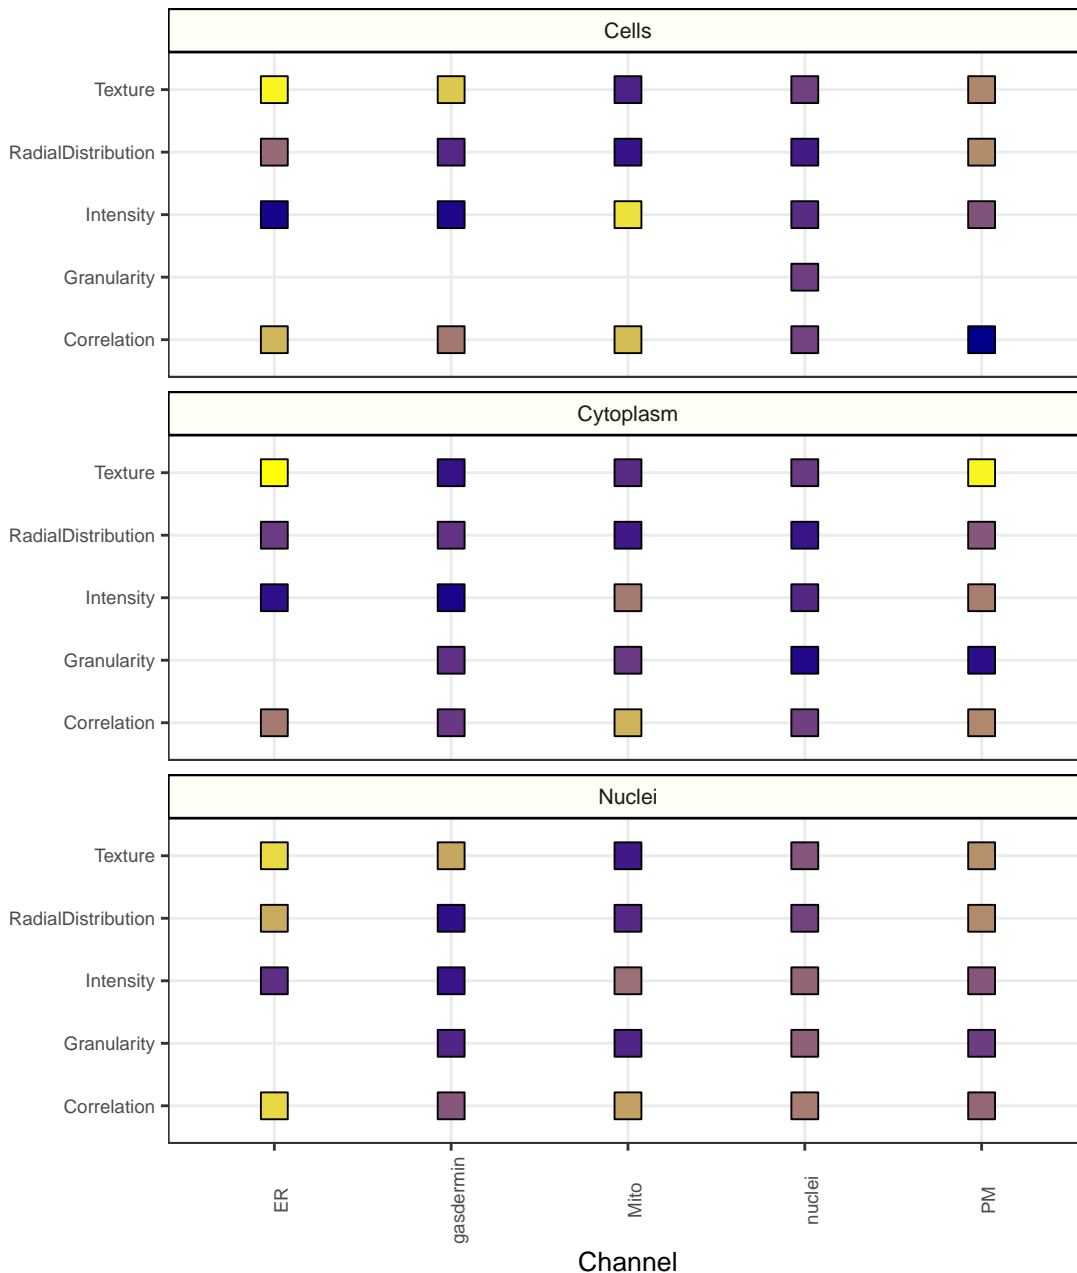 Cells
Texture
RadialDistribution
Intensity
Granularity
Correlation
Cytoplasm
Texture
RadialDistribution
Intensity
Granularity
Correlation
Nuclei
Texture
RadialDistribution
Intensity
Granularity
Correlation
ER
gasdermin
Mito
nuclei
PM
Channel